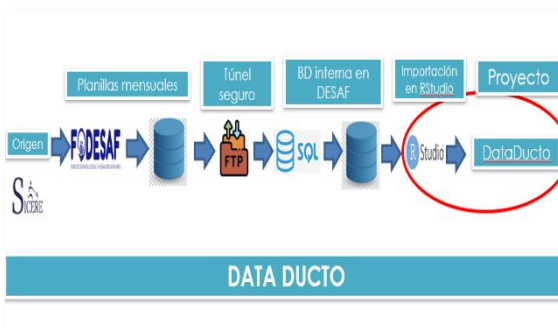 Planillas mensuales
Túnel
seguro
BD interna en
DESAF
Importación
en RStudio
Proyecto
Origen
FODESAF
FTP
SQL
R Studio
DataDucto
SICERE
DATA DUCTO